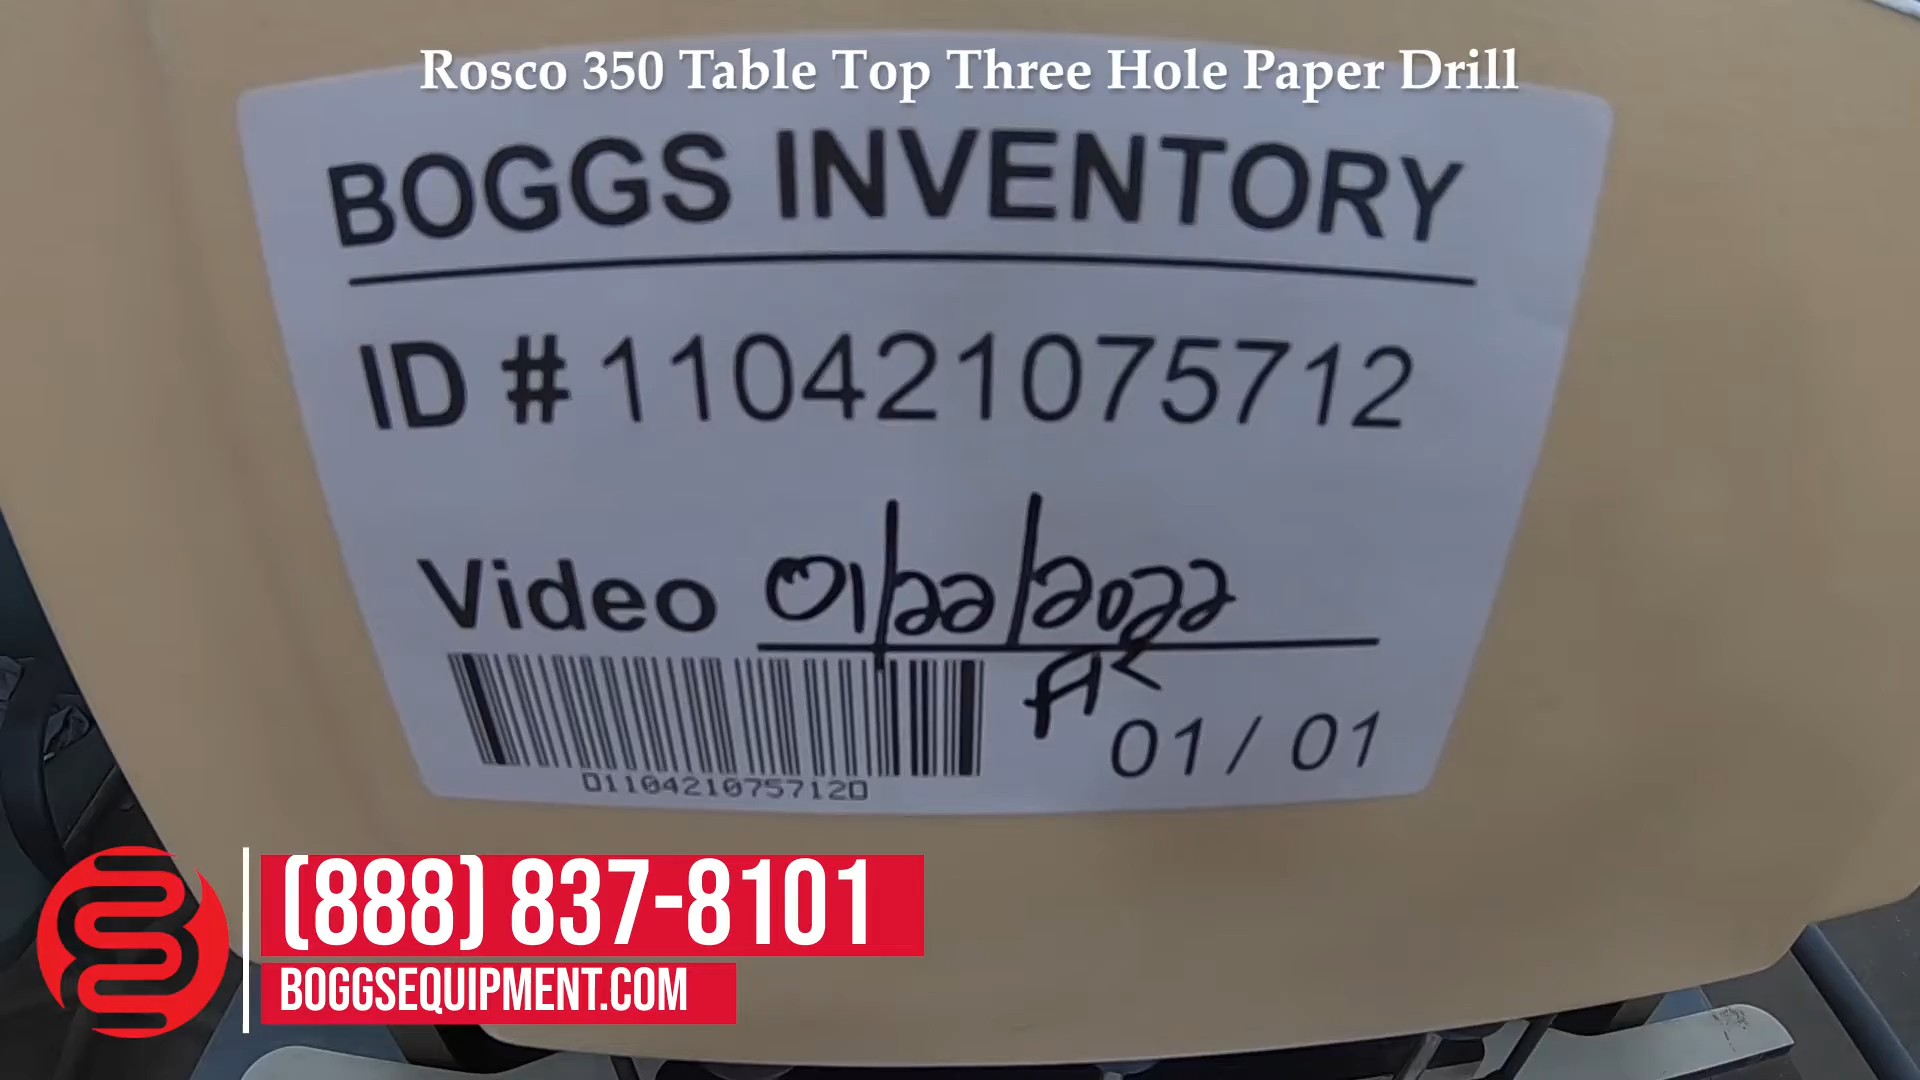 Rosco 350 Table Top Three Hole Paper Drill
BOGGS INVENTORY
ID # 110421075712
Video 01/22/2022
01 / 01
01104210757120
(888) 837-8101
BOGGSEQUIPMENT.COM